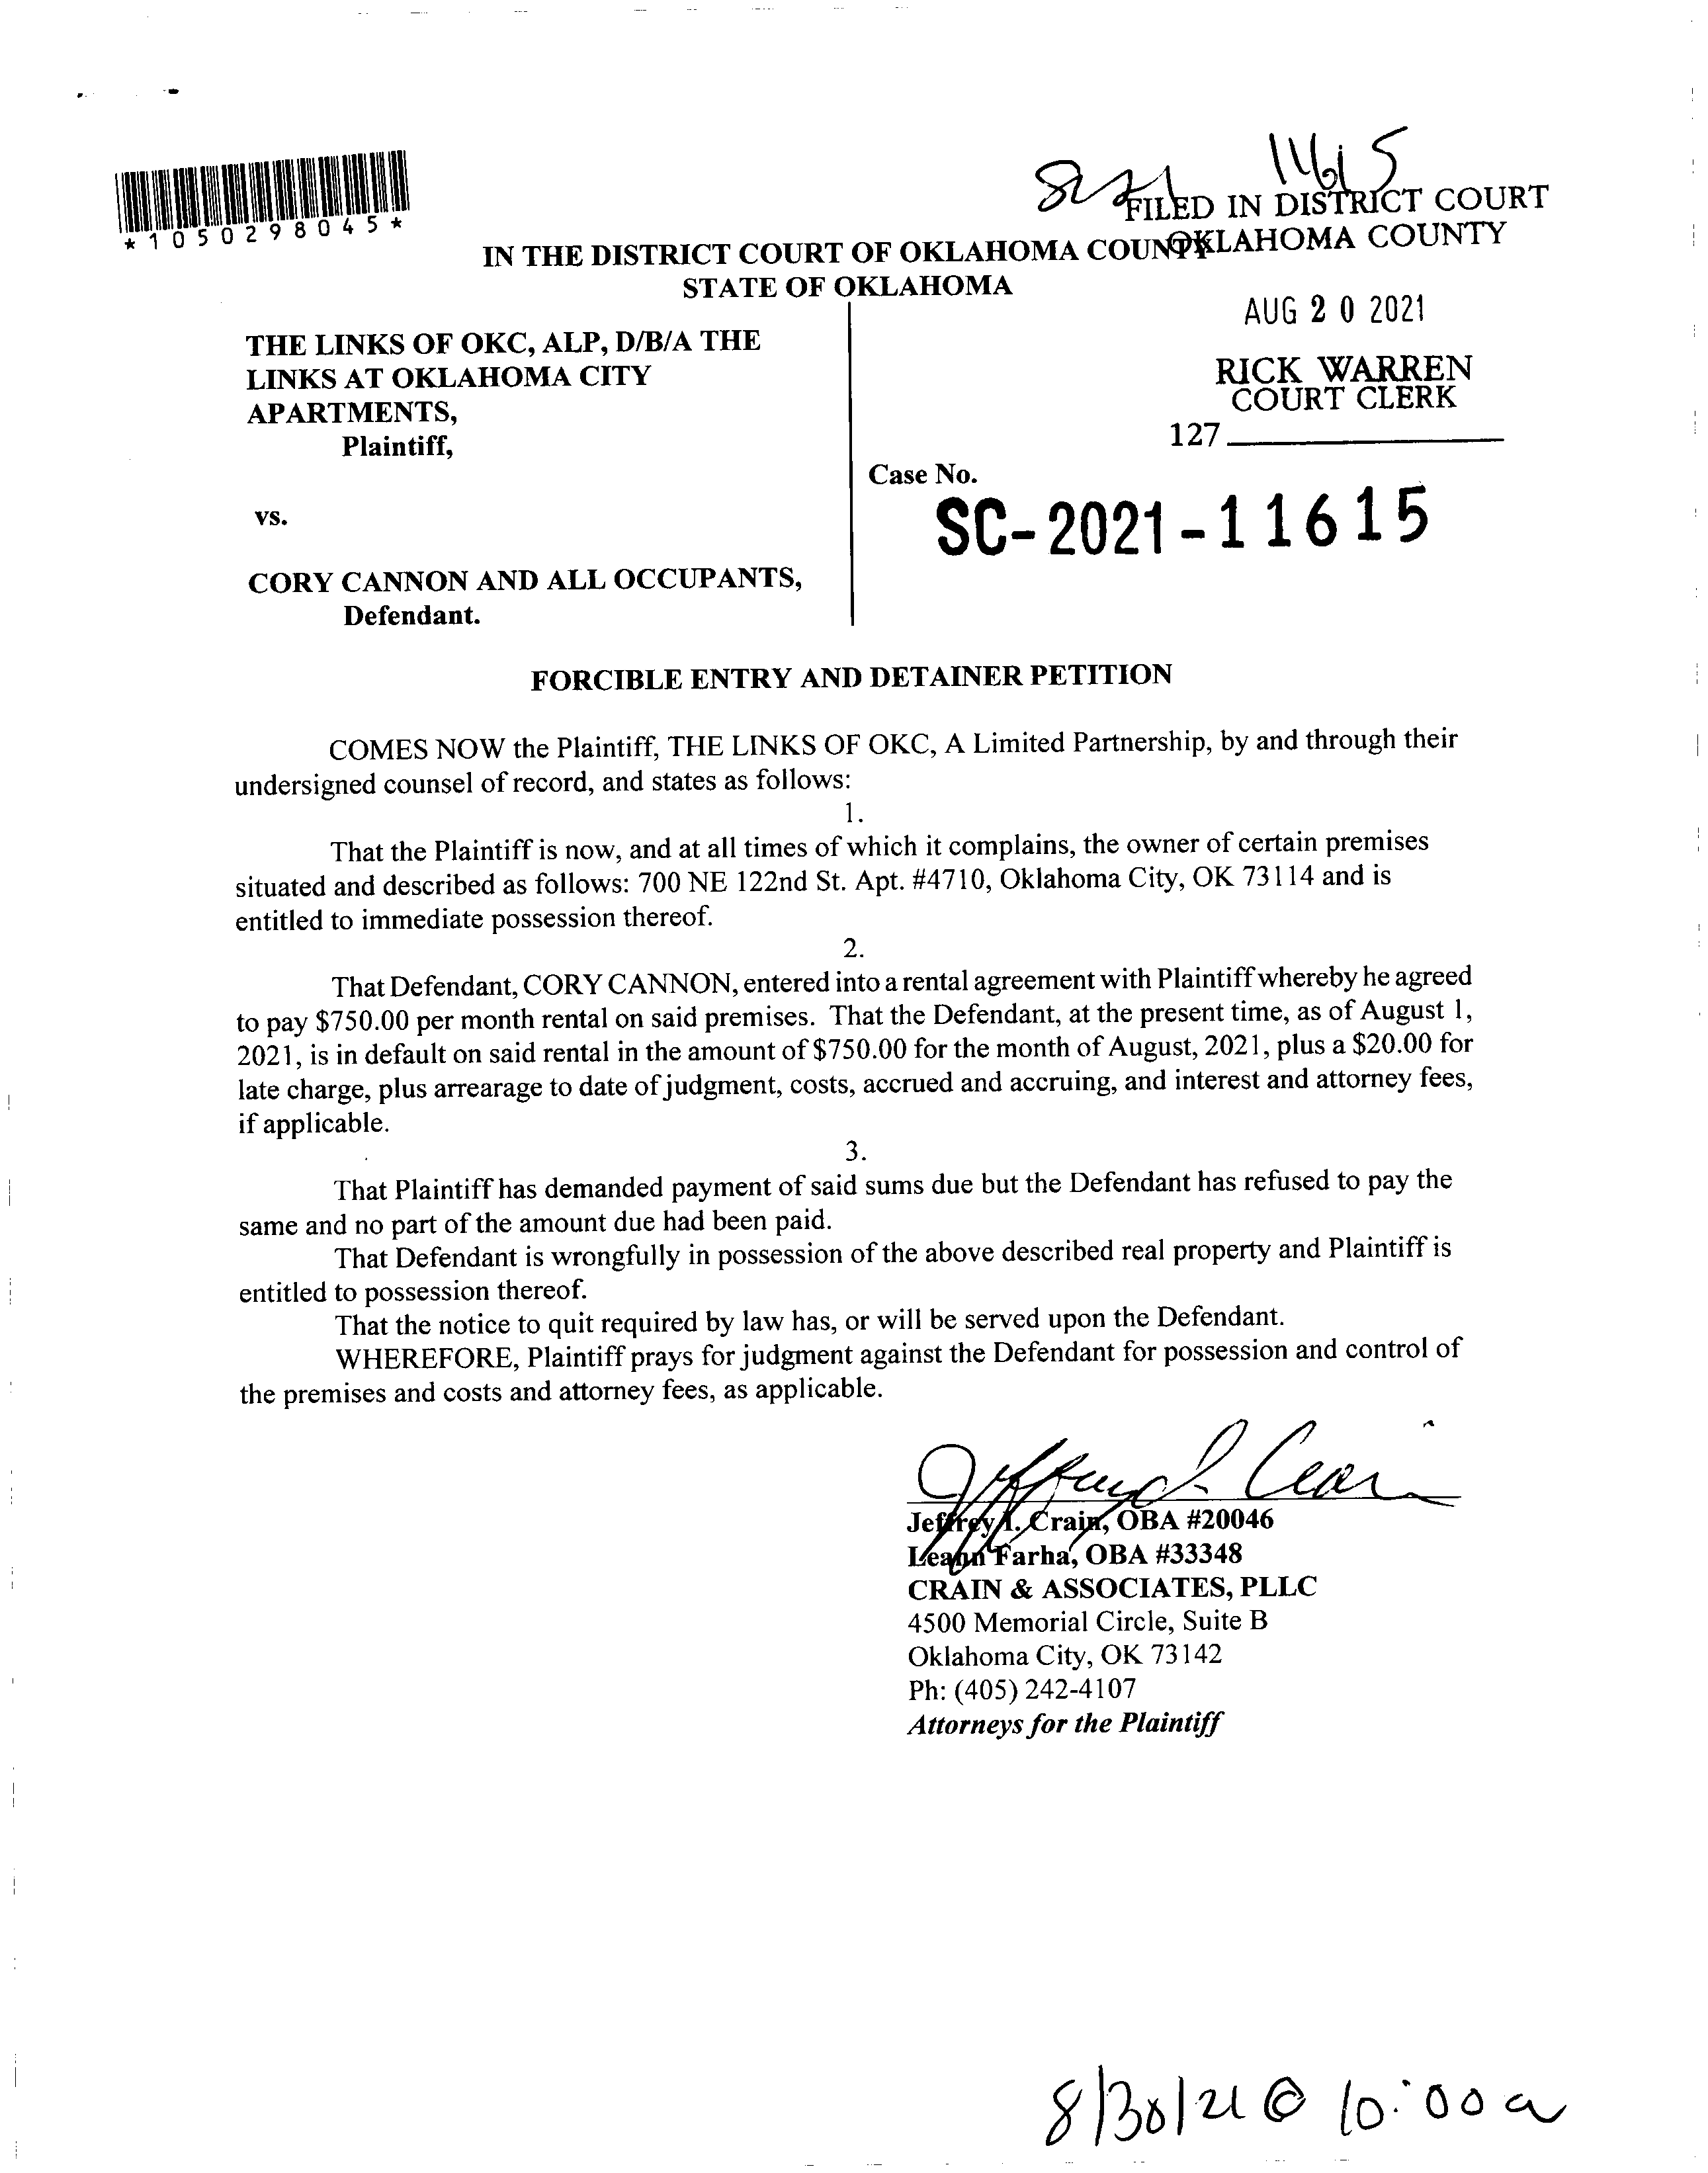 SC 21 11615
FILED IN DISTRICT COURT
OKLAHOMA COUNTY
*1050298045*
IN THE DISTRICT COURT OF OKLAHOMA COUNTY
STATE OF OKLAHOMA
AUG 20 2021
THE LINKS OF OKC, ALP, D/B/A THE
LINKS AT OKLAHOMA CITY
APARTMENTS,
Plaintiff,
RICK WARREN
COURT CLERK
127
Case No.
SC-2021-11615
vs.
CORY CANNON AND ALL OCCUPANTS,
Defendant.
FORCIBLE ENTRY AND DETAINER PETITION
COMES NOW the Plaintiff, THE LINKS OF OKC, A Limited Partnership, by and through their
undersigned counsel of record, and states as follows:
1.
That the Plaintiff is now, and at all times of which it complains, the owner of certain premises
situated and described as follows: 700 NE 122nd St. Apt. #4710, Oklahoma City, OK 73114 and is
entitled to immediate possession thereof.
2.
That Defendant, CORY CANNON, entered into a rental agreement with Plaintiff whereby he agreed
to pay $750.00 per month rental on said premises. That the Defendant, at the present time, as of August 1,
2021, is in default on said rental in the amount of $750.00 for the month of August, 2021, plus a $20.00 for
late charge, plus arrearage to date of judgment, costs, accrued and accruing, and interest and attorney fees,
if applicable.
3.
That Plaintiff has demanded payment of said sums due but the Defendant has refused to pay the
same and no part of the amount due had been paid.
That Defendant is wrongfully in possession of the above described real property and Plaintiff is
entitled to possession thereof.
That the notice to quit required by law has, or will be served upon the Defendant.
WHEREFORE, Plaintiff prays for judgment against the Defendant for possession and control of
the premises and costs and attorney fees, as applicable.
Jeffrey I. Crain, OBA #20046
Leann Farha, OBA #33348
CRAIN & ASSOCIATES, PLLC
4500 Memorial Circle, Suite B
Oklahoma City, OK 73142
Ph: (405) 242-4107
Attorneys for the Plaintiff
8/30/21 @ 10:00 a